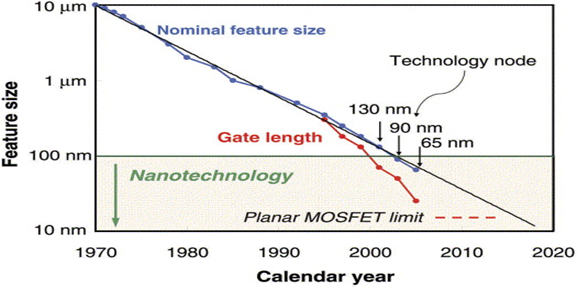 10 μm
Nominal feature size
Technology node
1 μm
130 nm
90 nm
Gate length
65 nm
100 nm
Nanotechnology
Planar MOSFET limit
10 nm
Feature size
1970 1980 1990 2000 2010 2020
Calendar year